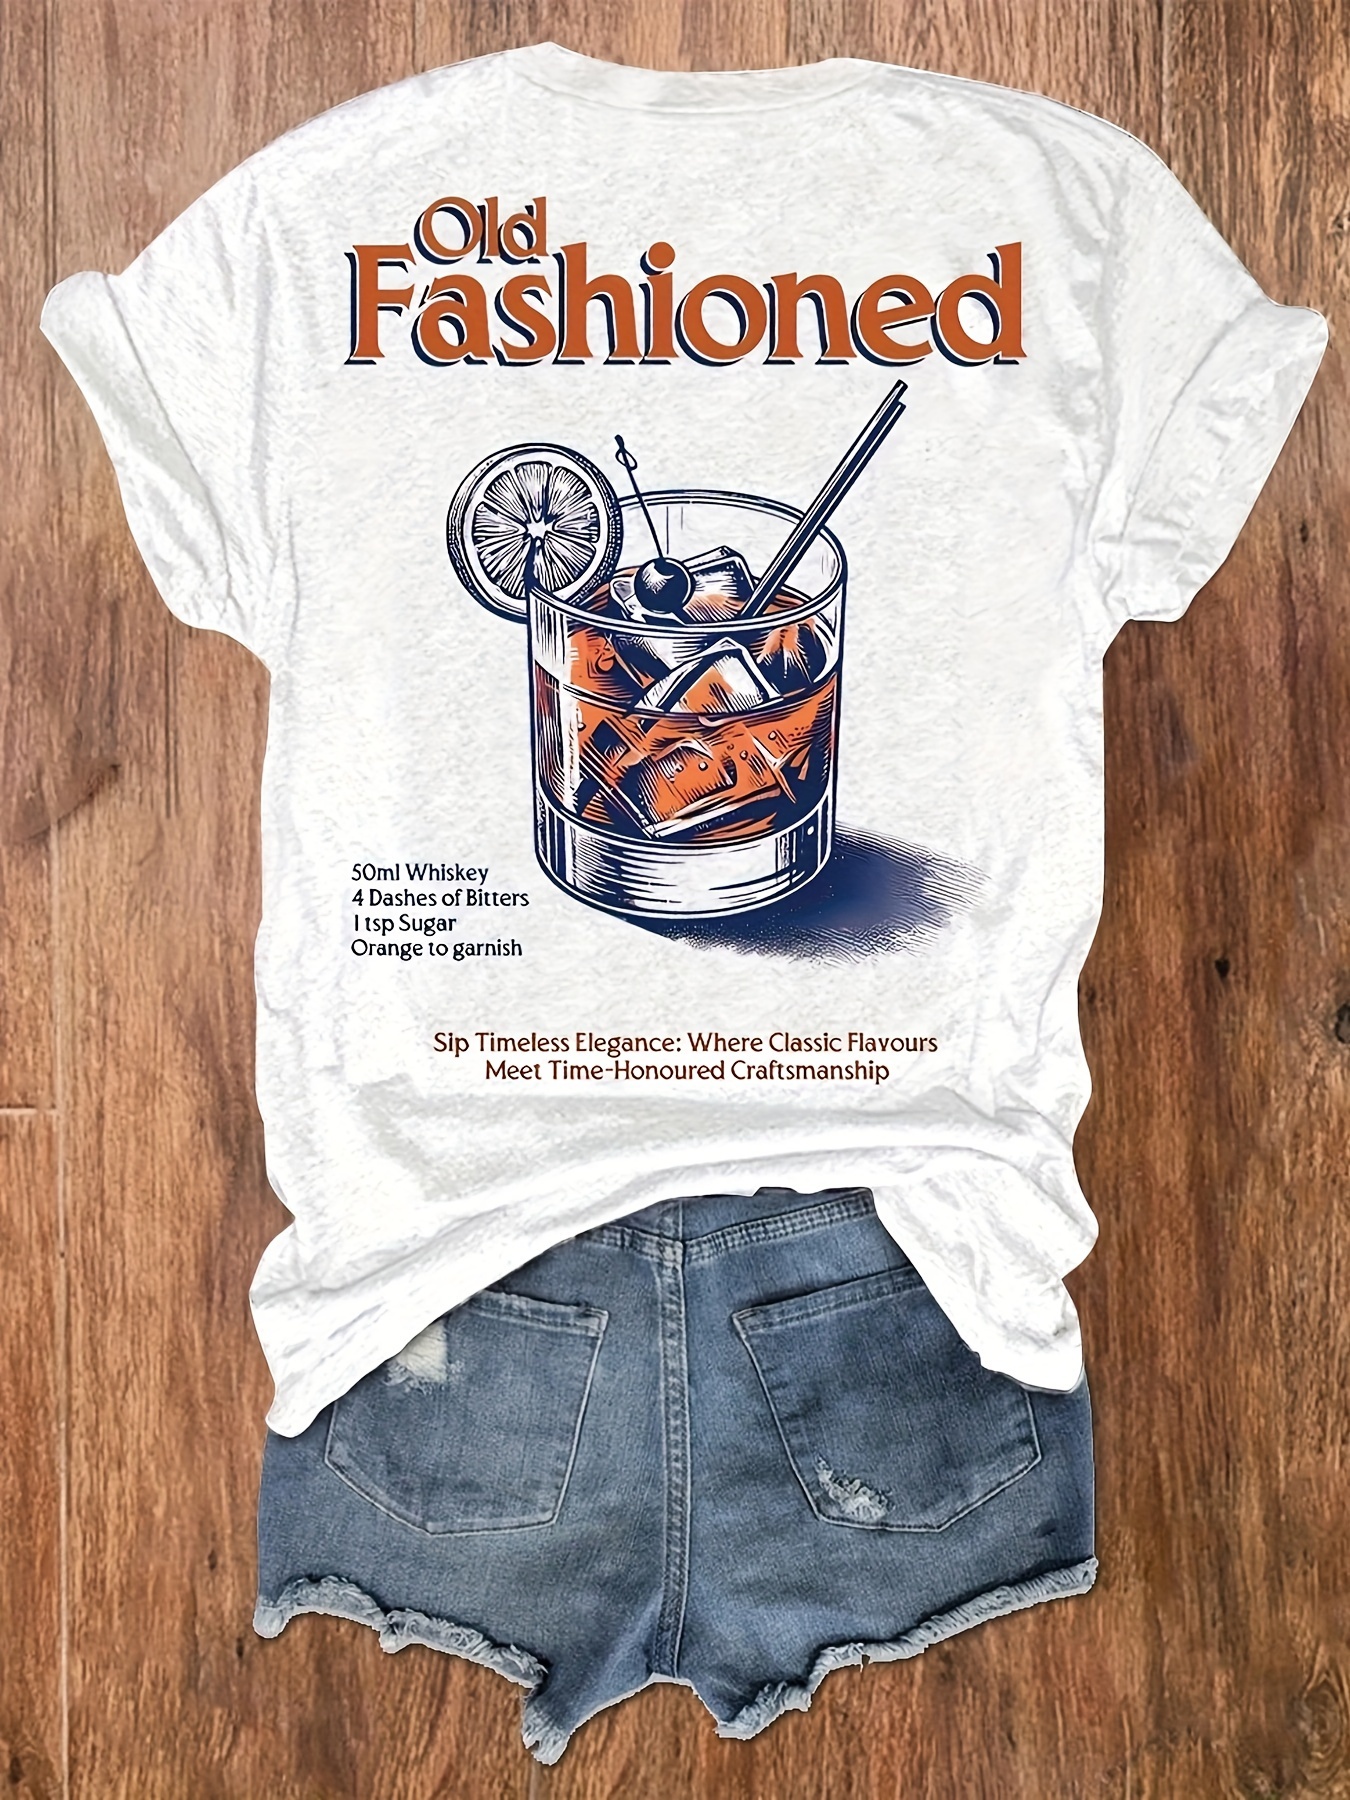 Old
Fashioned
50ml Whiskey
4 Dashes of Bitters
1 tsp Sugar
Orange to garnish
Sip Timeless Elegance: Where Classic Flavours
Meet Time-Honoured Craftsmanship